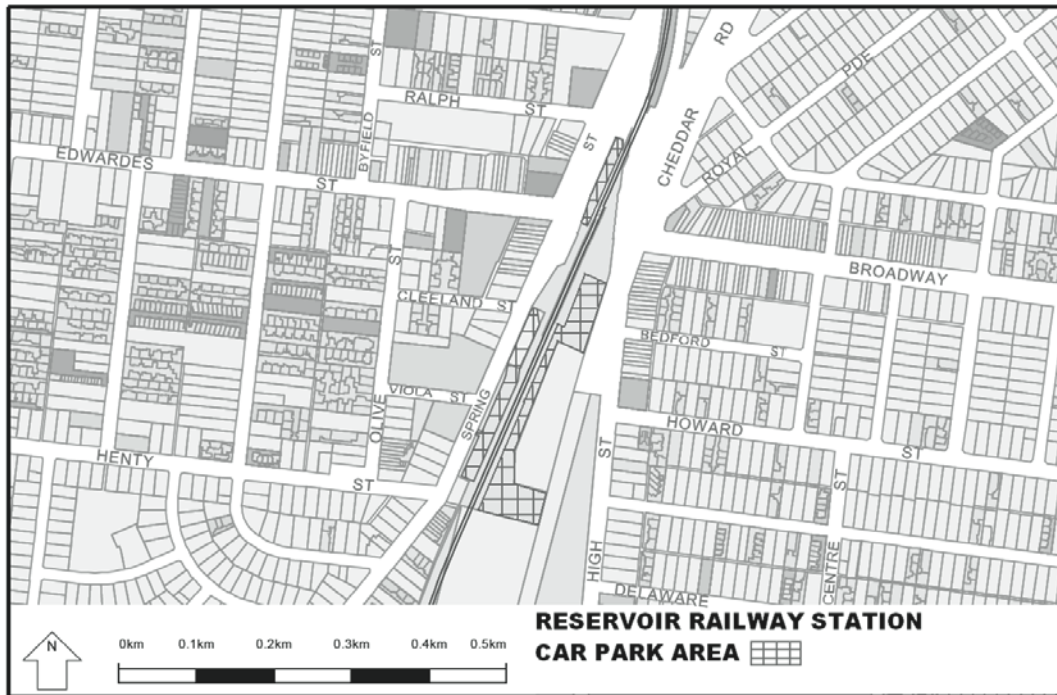 ST
RD
PDE
RALPH ST
BYFIELD
ST
CHEDDAR
ROYAL
EDWARDES ST
ST
BROADWAY
CLEELAND ST
BEDFORD ST
VIOLA ST
OLIVE
SPRING
HOWARD ST
HENTY ST
ST
ST
HIGH
CENTRE
DELAWARE
N
0km 0.1km 0.2km 0.3km 0.4km 0.5km
RESERVOIR RAILWAY STATION
CAR PARK AREA